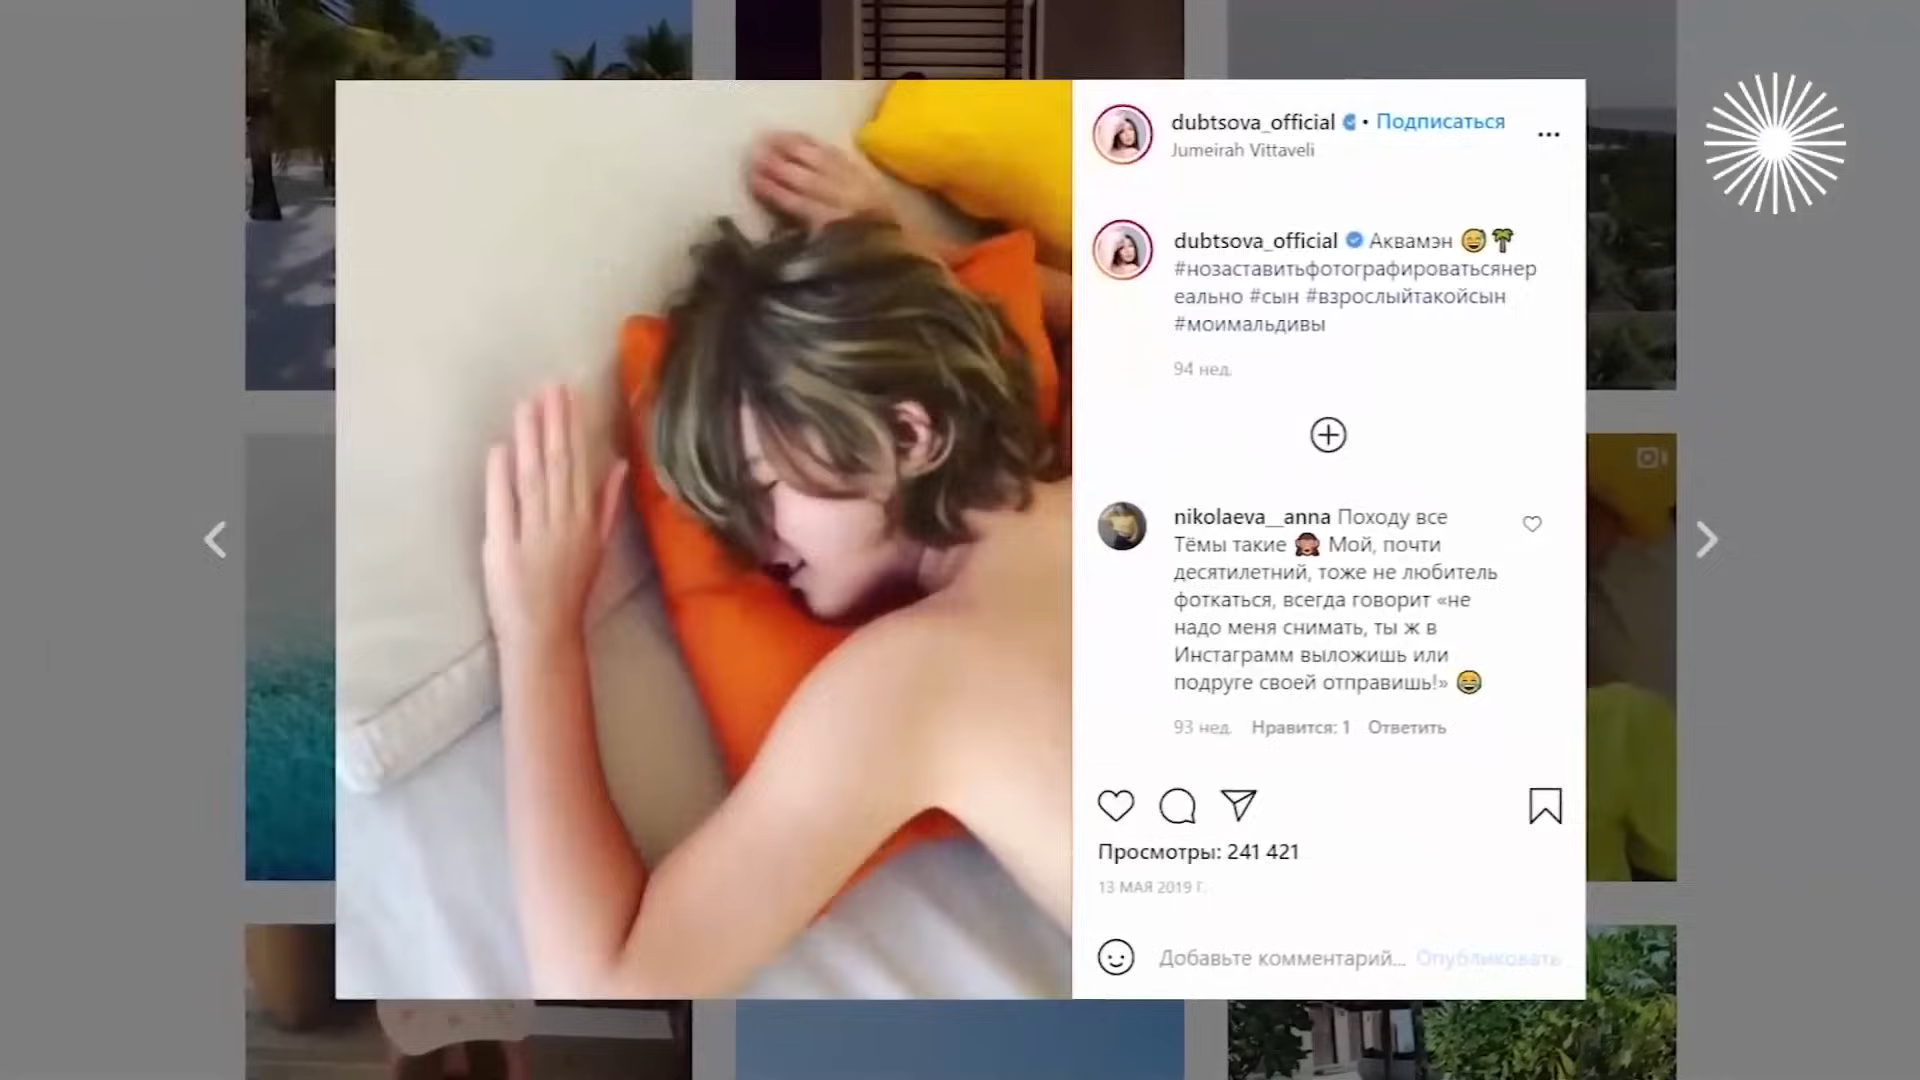 dubtsova_official • Подписаться
Jumeirah Vittaveli
dubtsova_official Аквамэн 😅🌴
#нозаставитьфотографироватьсянер
еально #сын #взрослыйтакойсын
#моимальдивы
94 нед.
nikolaeva__anna Походу все
Тёмы такие 🙈 Мой, почти
десятилетний, тоже не любитель
фоткаться, всегда говорит «не
надо меня снимать, ты ж в
Инстаграмм выложишь или
подруге своей отправишь!» 😂
93 нед. Нравится: 1 Ответить
Просмотры: 241 421
13 МАЯ 2019 Г.
Добавьте комментарий... Опубликовать